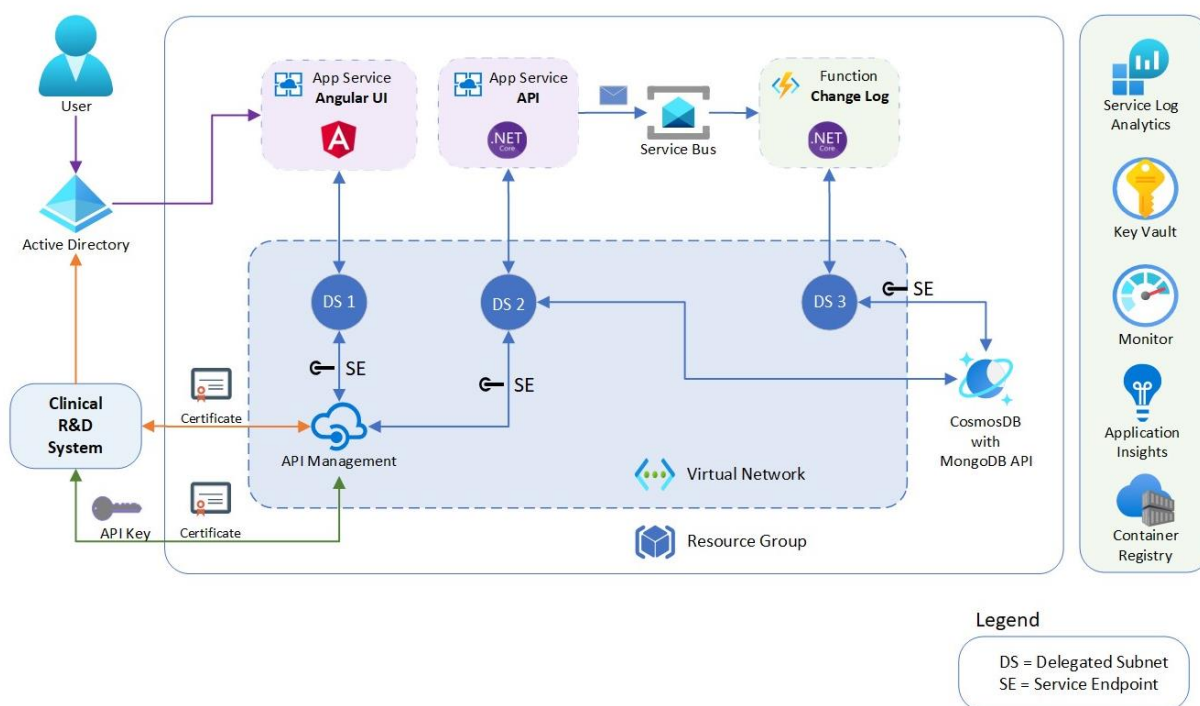 User
Active Directory
Clinical
R&D
System
Certificate
API Key
Certificate
App Service
Angular UI
A
App Service
API
.NET
Core
Service Bus
Function
Change Log
.NET
Core
DS 1
DS 2
DS 3
SE
SE
SE
API Management
Virtual Network
Resource Group
CosmosDB
with
MongoDB API
Service Log
Analytics
Key Vault
Monitor
Application
Insights
Container
Registry
Legend
DS = Delegated Subnet
SE = Service Endpoint